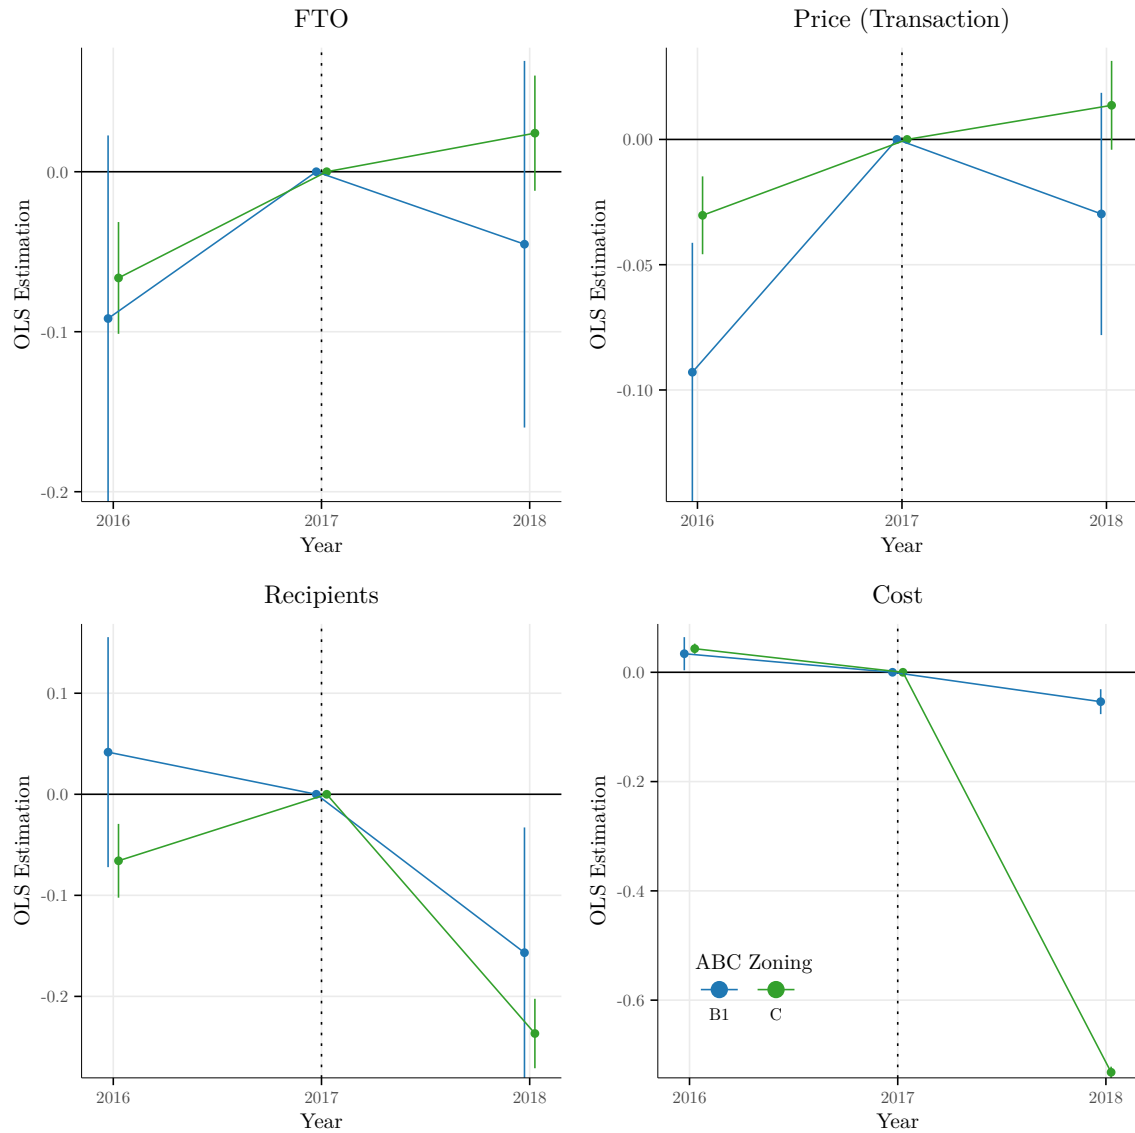 FTO
OLS Estimation
0.0
-0.1
-0.2
2016 2017 2018
Year
Price (Transaction)
OLS Estimation
0.00
-0.05
-0.10
2016 2017 2018
Year
Recipients
OLS Estimation
0.1
0.0
-0.1
-0.2
2016 2017 2018
Year
Cost
OLS Estimation
0.0
-0.2
-0.4
-0.6
ABC Zoning
B1 C
2016 2017 2018
Year